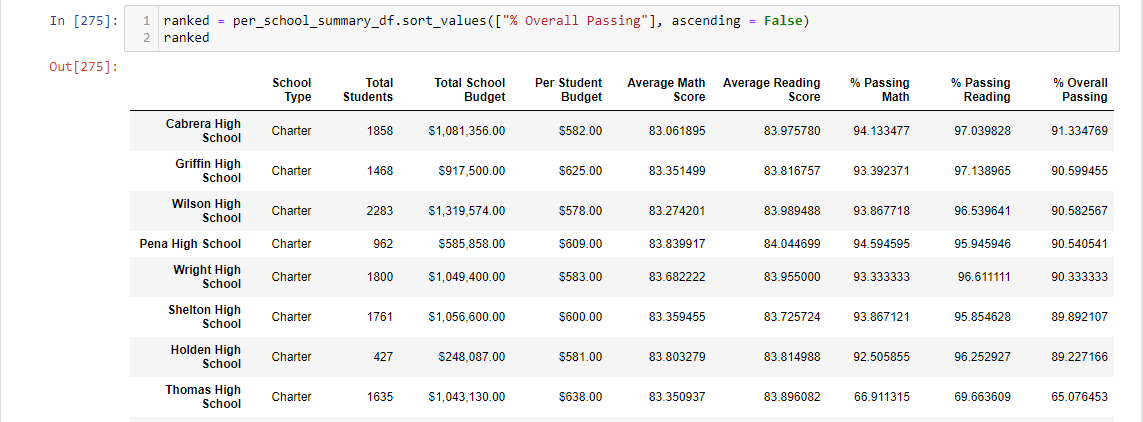 In [275]:
1 ranked = per_school_summary_df.sort_values(["% Overall Passing"], ascending = False)
2 ranked
Out[275]:
School Type Total Students Total School Budget Per Student Budget Average Math Score Average Reading Score % Passing Math % Passing Reading % Overall Passing
Cabrera High School Charter 1858 $1,081,356.00 $582.00 83.061895 83.975780 94.133477 97.039828 91.334769
Griffin High School Charter 1468 $917,500.00 $625.00 83.351499 83.816757 93.392371 97.138965 90.599455
Wilson High School Charter 2283 $1,319,574.00 $578.00 83.274201 83.989488 93.867718 96.539641 90.582567
Pena High School Charter 962 $585,858.00 $609.00 83.839917 84.044699 94.594595 95.945946 90.540541
Wright High School Charter 1800 $1,049,400.00 $583.00 83.682222 83.955000 93.333333 96.611111 90.333333
Shelton High School Charter 1761 $1,056,600.00 $600.00 83.359455 83.725724 93.867121 95.854628 89.892107
Holden High School Charter 427 $248,087.00 $581.00 83.803279 83.814988 92.505855 96.252927 89.227166
Thomas High School Charter 1635 $1,043,130.00 $638.00 83.350937 83.896082 66.911315 69.663609 65.076453